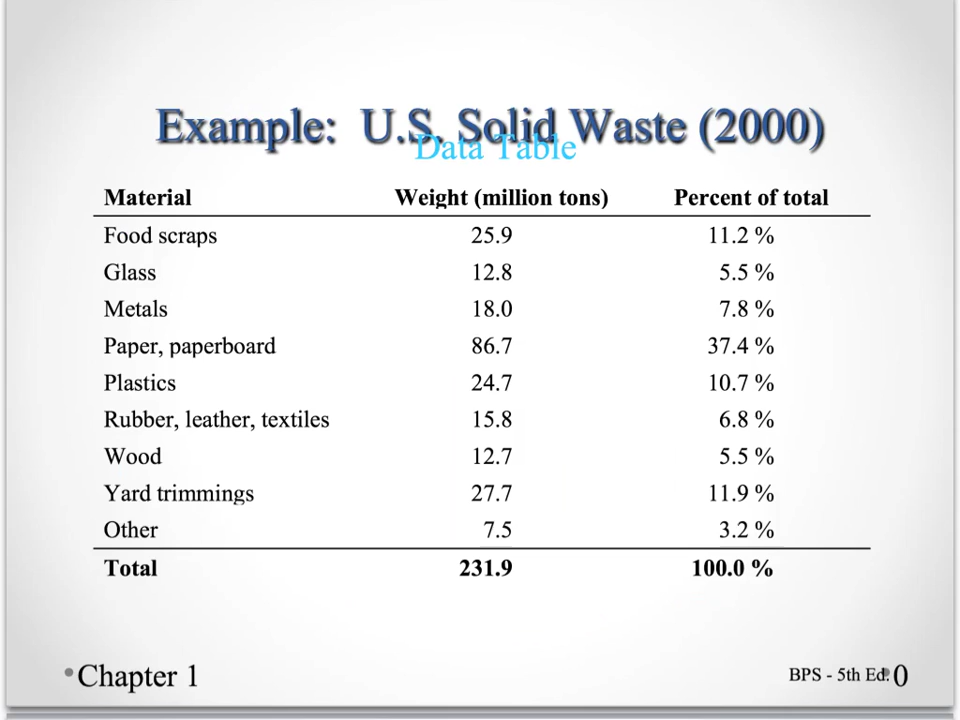 Example: U.S. Solid Waste (2000)
Data Table
Material Weight (million tons) Percent of total
Food scraps 25.9 11.2 %
Glass 12.8 5.5 %
Metals 18.0 7.8 %
Paper, paperboard 86.7 37.4 %
Plastics 24.7 10.7 %
Rubber, leather, textiles 15.8 6.8 %
Wood 12.7 5.5 %
Yard trimmings 27.7 11.9 %
Other 7.5 3.2 %
Total 231.9 100.0 %
•Chapter 1 BPS - 5th Ed. •0